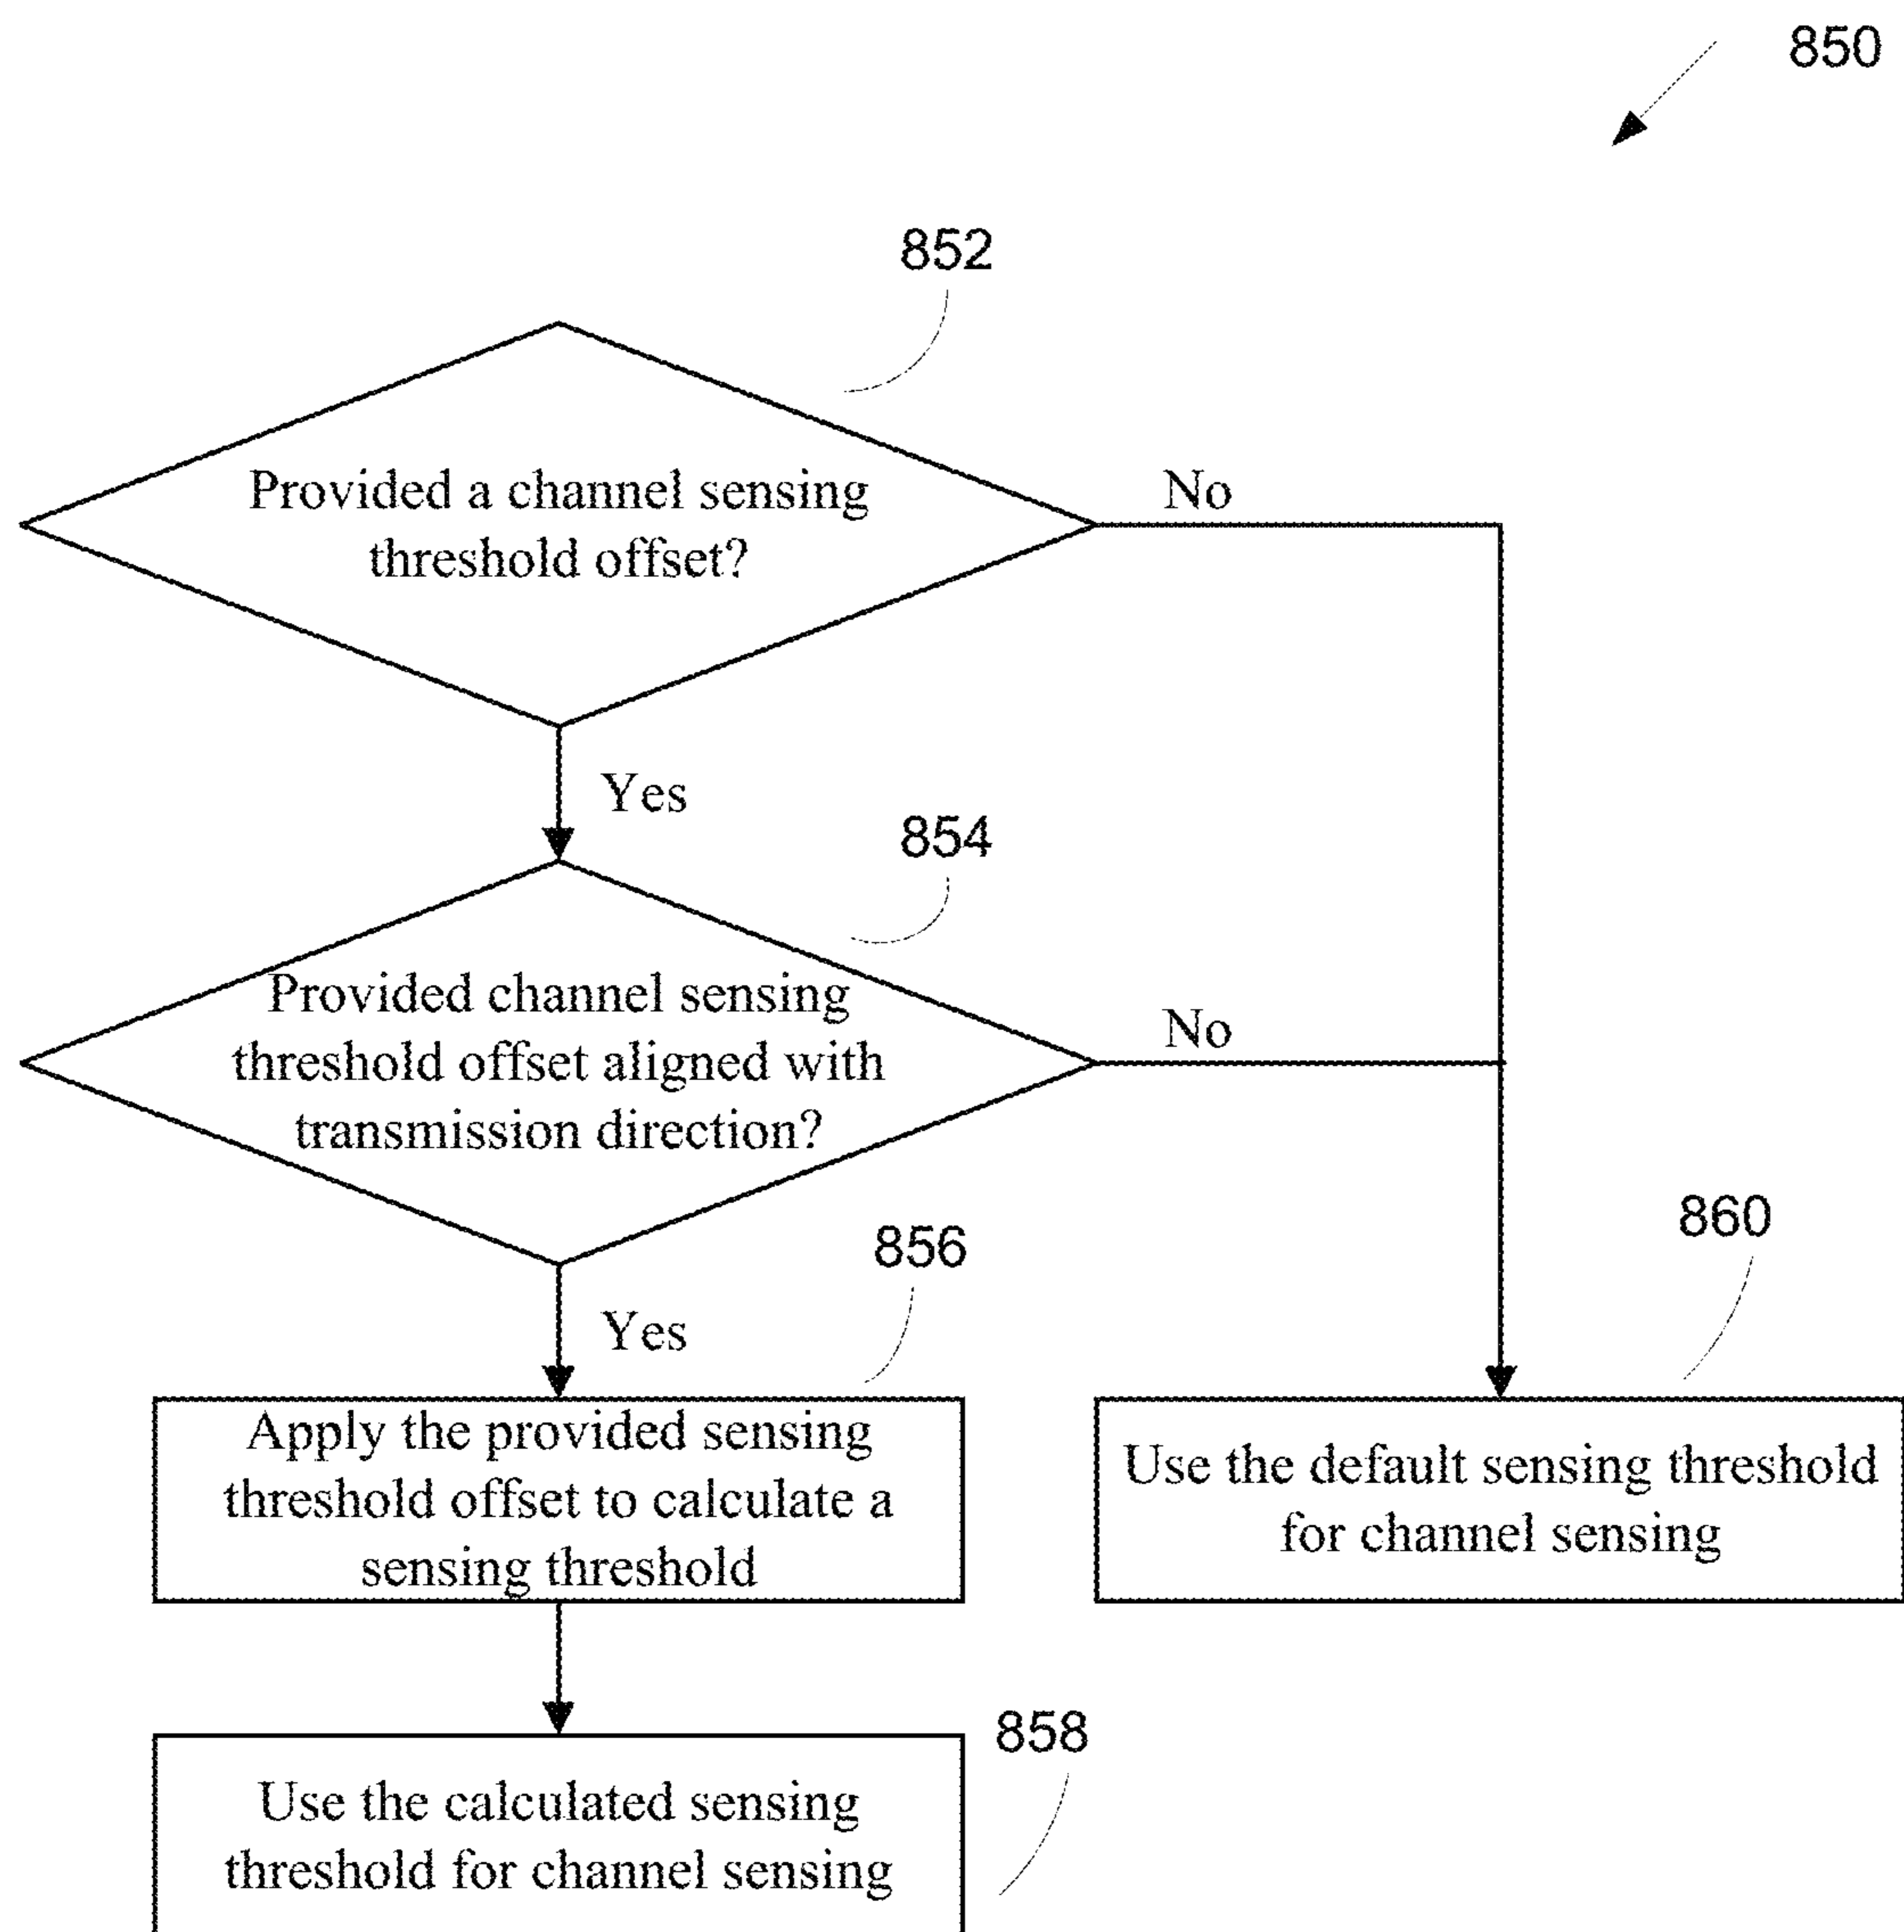 850
852
Provided a channel sensing
threshold offset?
No
Yes
854
Provided channel sensing
threshold offset aligned with
transmission direction?
No
Yes
856
860
Apply the provided sensing
threshold offset to calculate a
sensing threshold
Use the default sensing threshold
for channel sensing
858
Use the calculated sensing
threshold for channel sensing